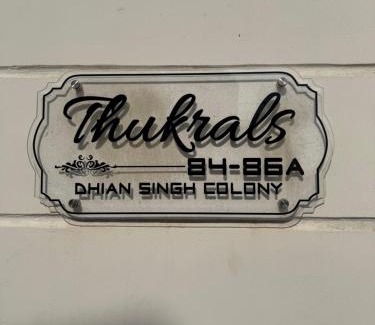 Thukrals
84-86A
DHIAN SINGH COLONY